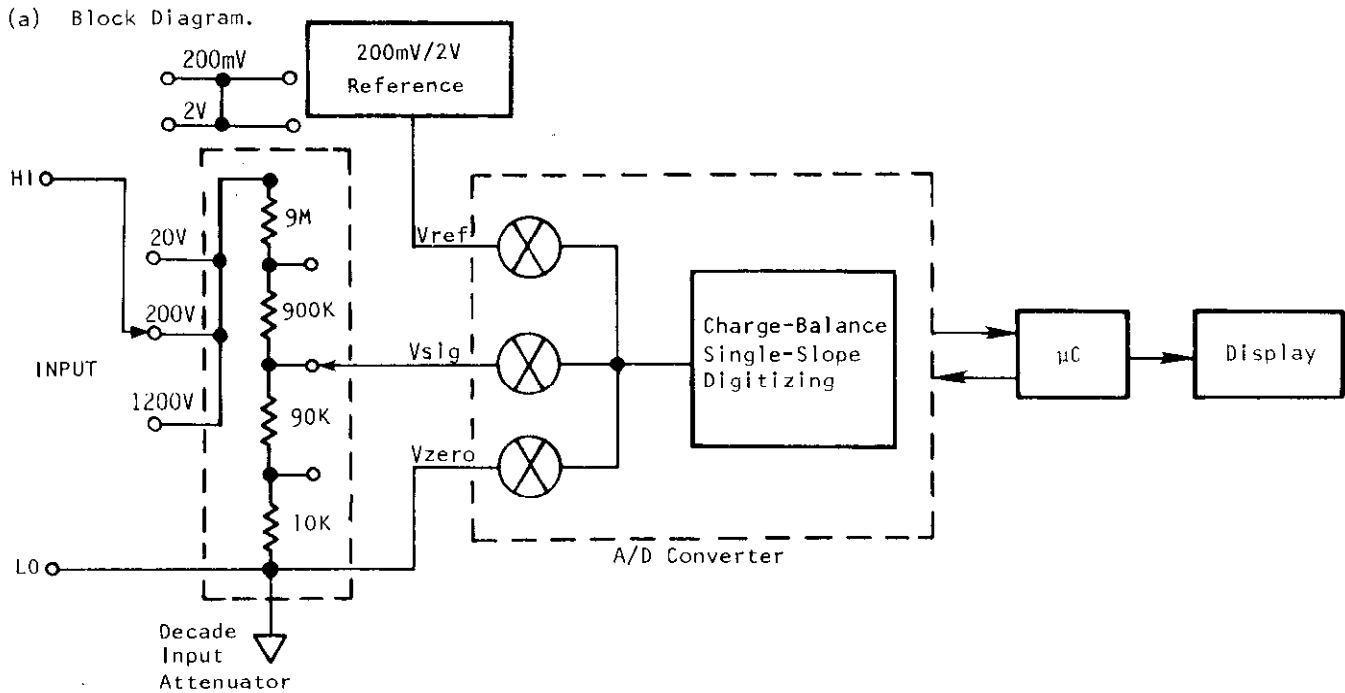 (a) Block Diagram.
200mV
2V
200mV/2V
Reference
HI
9M
20V
Vref
900K
200V
INPUT
Vsig
Charge-Balance
Single-Slope
Digitizing
μC
Display
1200V
90K
Vzero
10K
A/D Converter
LO
Decade
Input
Attenuator